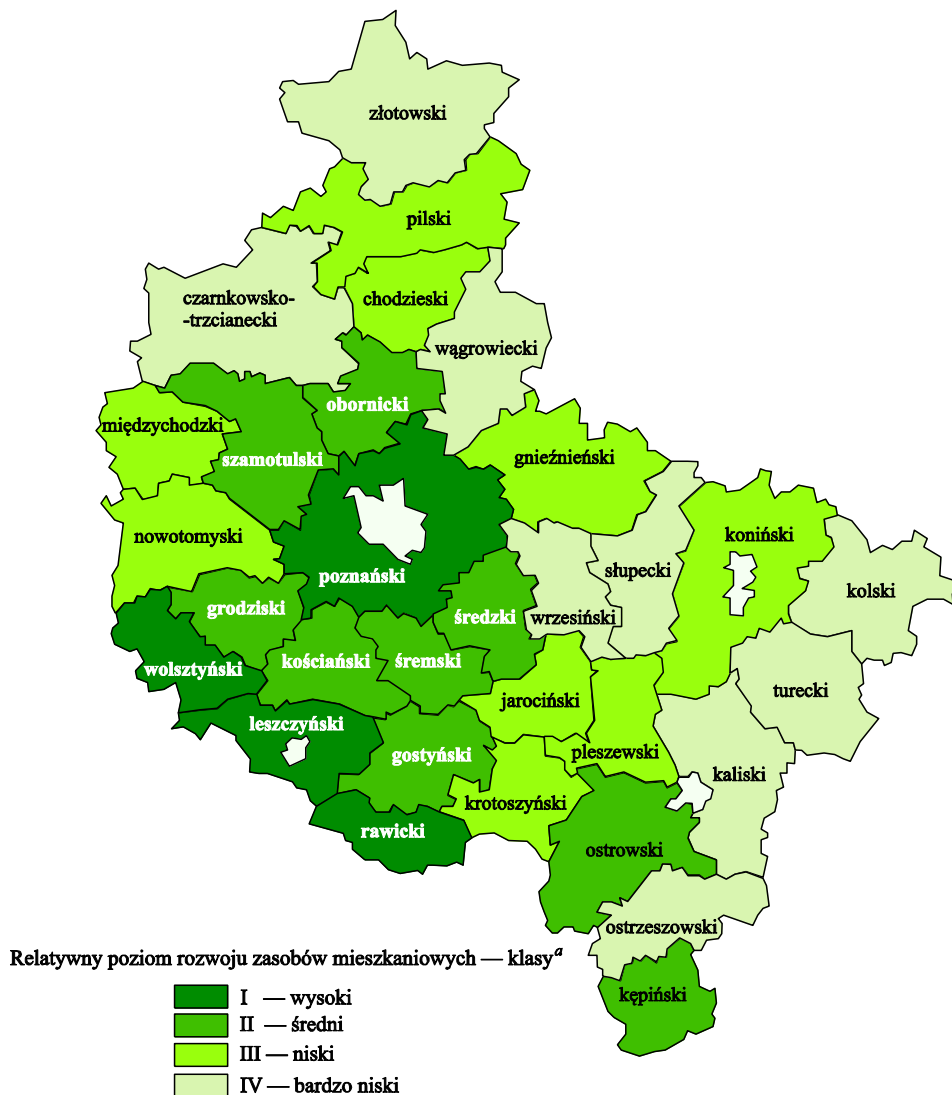 złotowski
pilski
czarnkowsko-
-trzcianecki
chodzieski
wągrowiecki
obornicki
międzychodzki
szamotulski
gnieźnieński
nowotomyski
koniński
słupecki
poznański
kolski
grodziski
średzki
wrzesiński
wolsztyński
kościański
śremski
turecki
jarociński
leszczyński
gostyński
pleszewski
kaliski
krotoszyński
rawicki
ostrowski
ostrzeszowski
Relatywny poziom rozwoju zasobów mieszkaniowych — klasy a
kępiński
I — wysoki
II — średni
III — niski
IV — bardzo niski